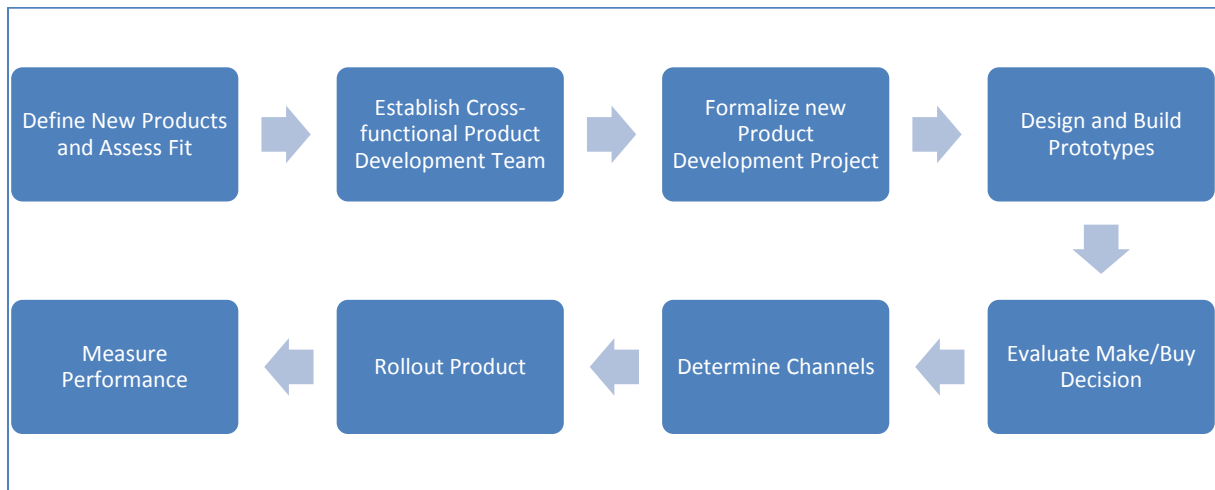 Define New Products
and Assess Fit
Establish Cross-
functional Product
Development Team
Formalize new
Product
Development Project
Design and Build
Prototypes
Evaluate Make/Buy
Decision
Determine Channels
Rollout Product
Measure
Performance